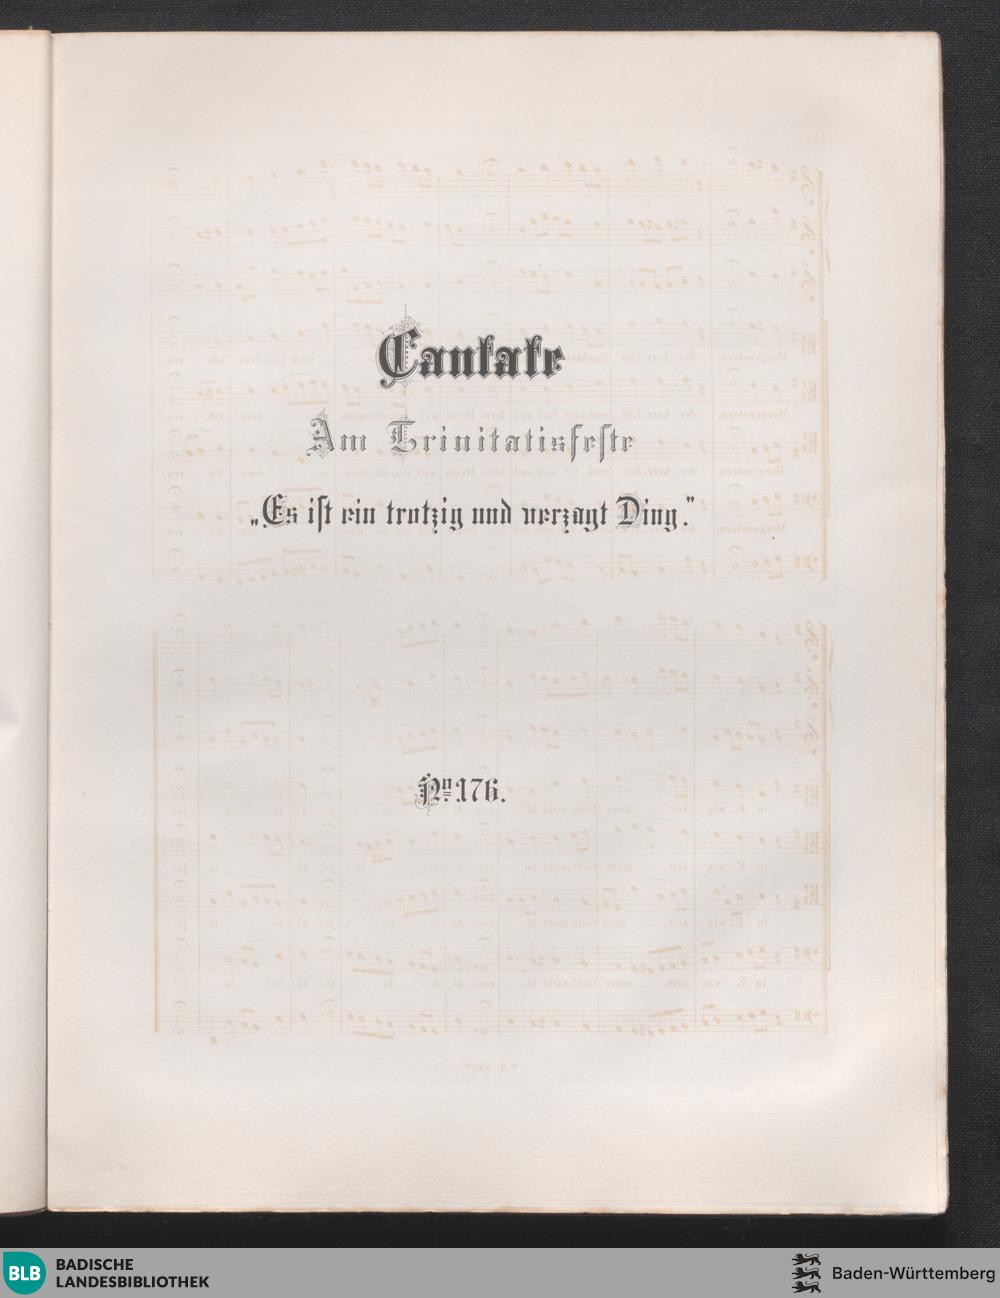 Cantate
Am Trinitatisfeste
„Es ist ein trotzig und verzagt Ding."
No. 176.
BLB
BADISCHE
LANDESBIBLIOTHEK
Baden-Württemberg